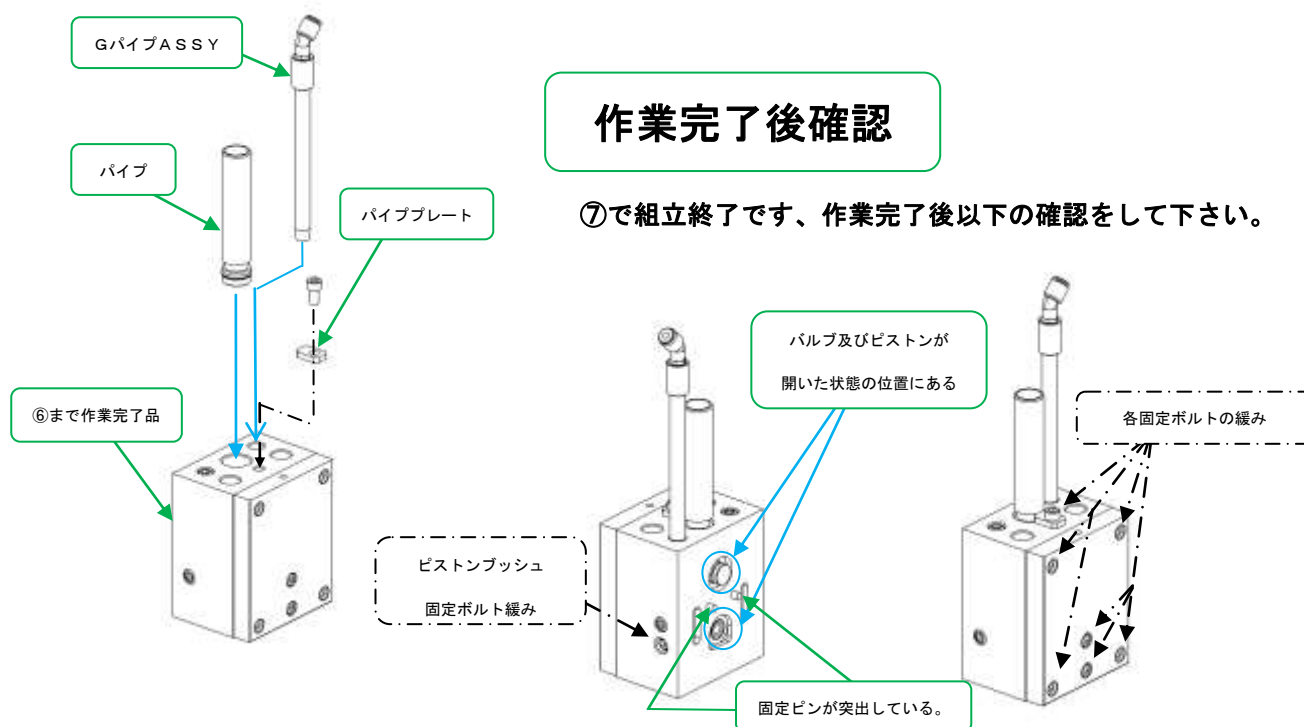 GパイプASSY
作業完了後確認
パイプ
パイププレート
⑦で組立終了です、作業完了後以下の確認をして下さい。
バルブ及びピストンが
開いた状態の位置にある
⑥まで作業完了品
各固定ボルトの緩み
ピストンブッシュ
固定ボルト緩み
固定ピンが突出している。